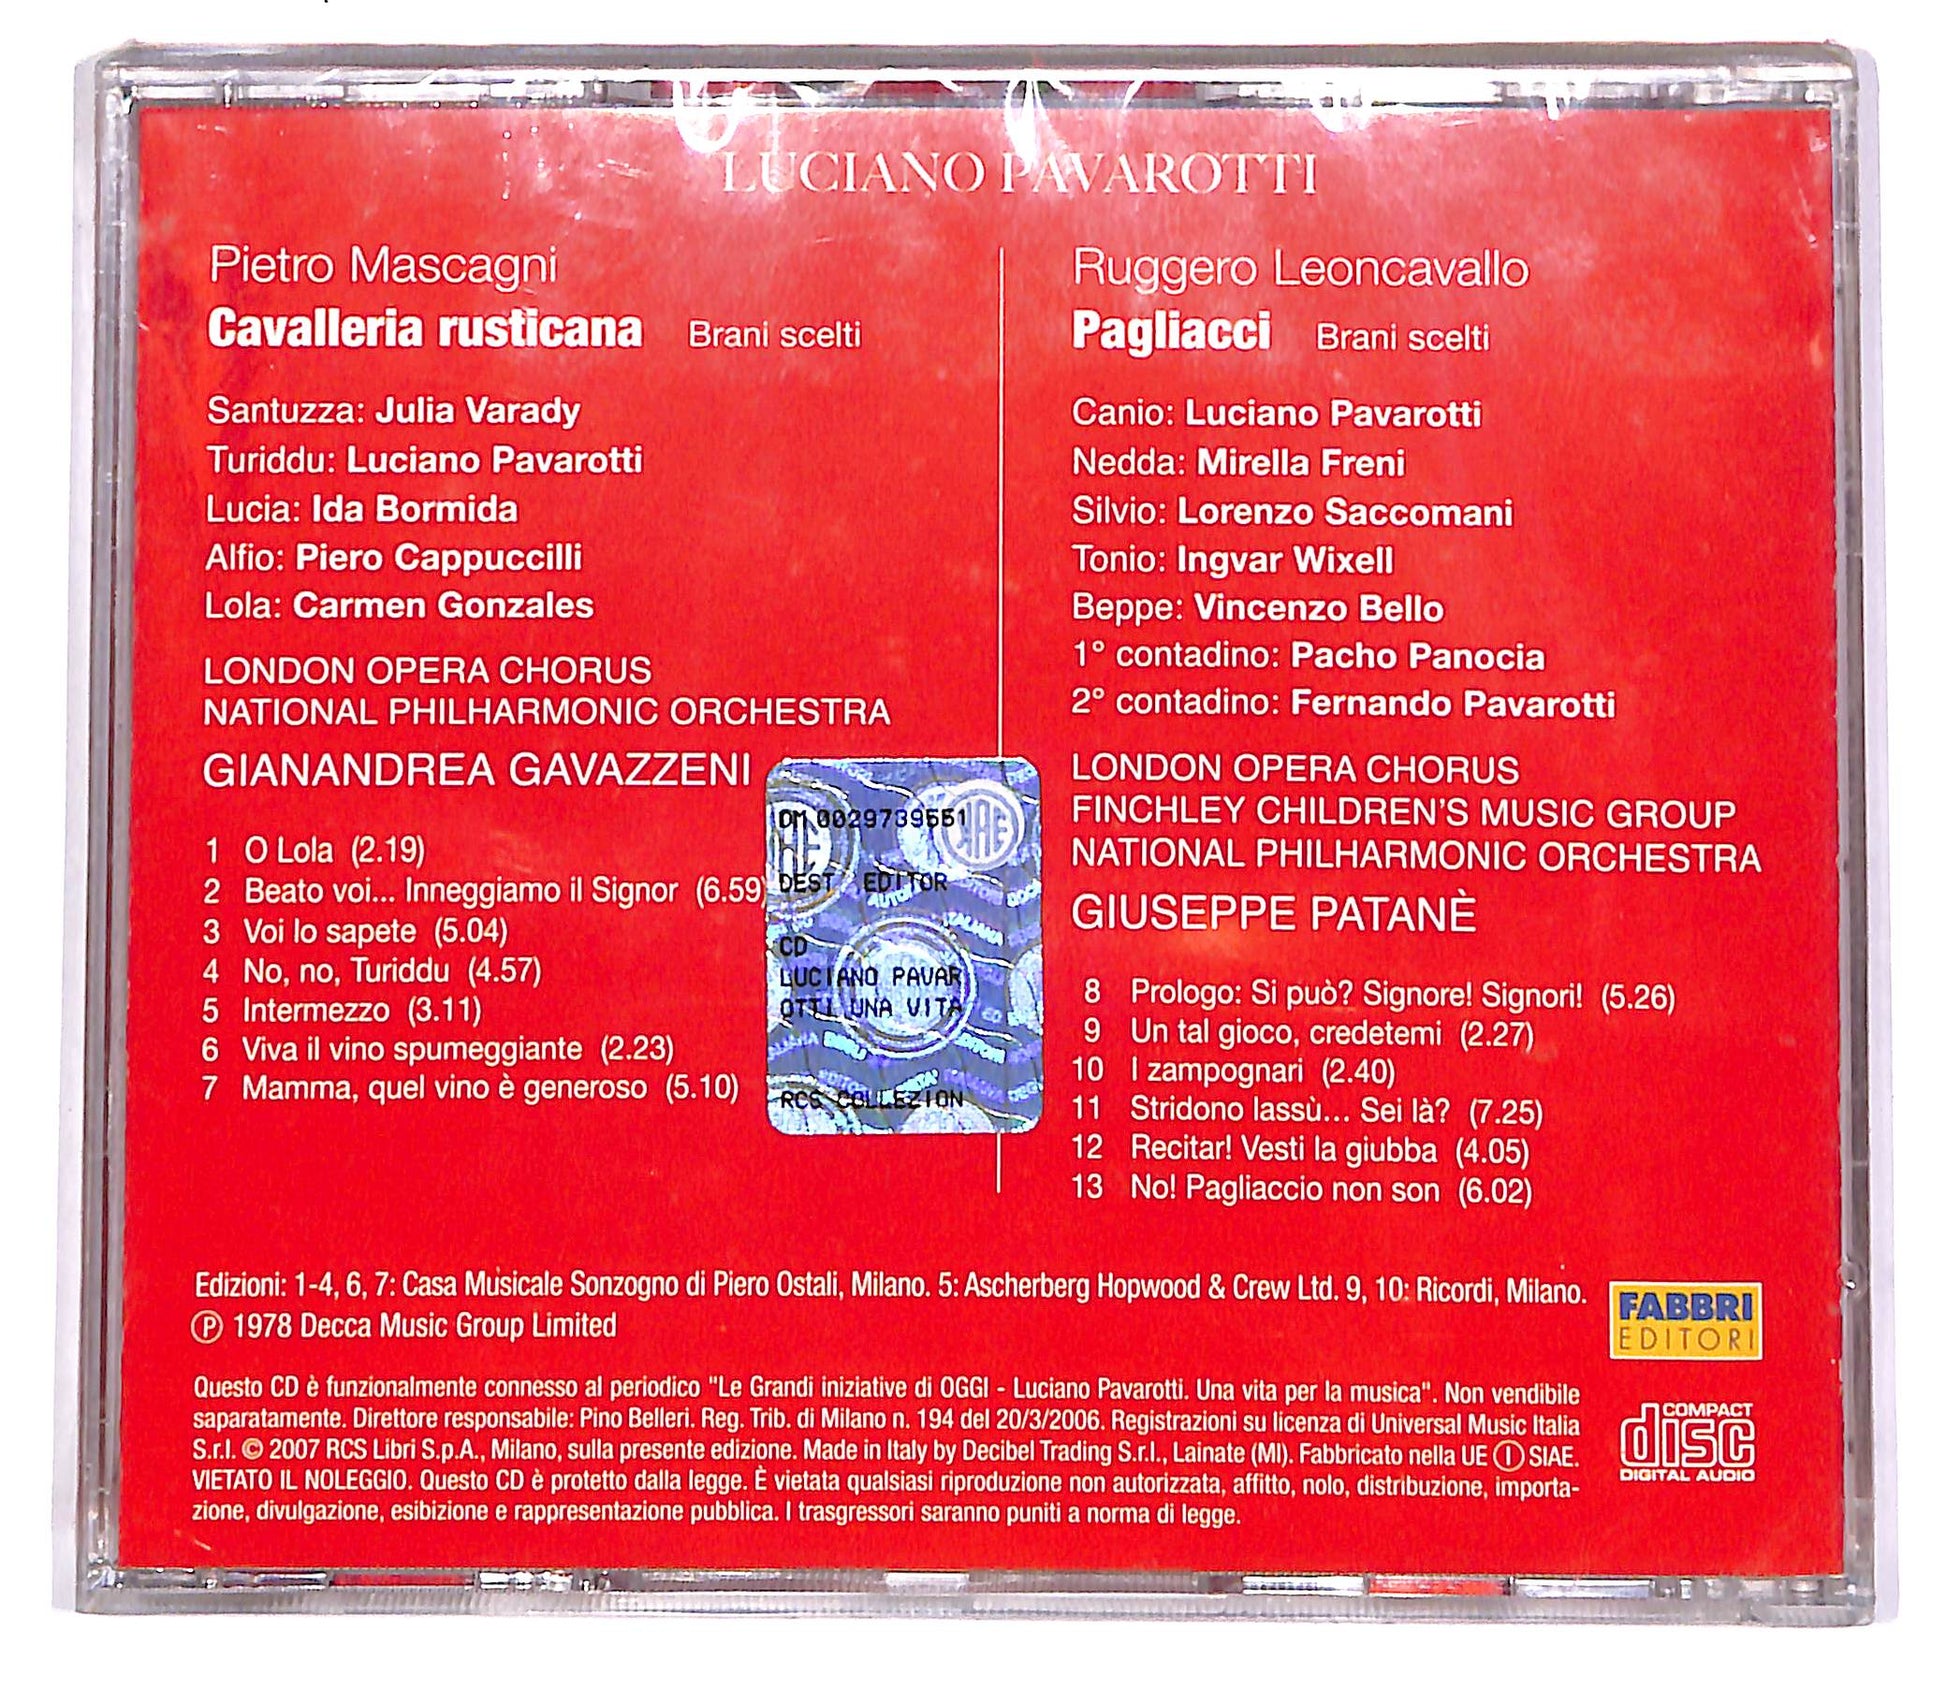 LUCIANO PAVAROTTI
Pietro Mascagni
Cavalleria rusticana Brani scelti
Santuzza: Julia Varady
Turiddu: Luciano Pavarotti
Lucia: Ida Bormida
Alfio: Piero Cappuccilli
Lola: Carmen Gonzales
LONDON OPERA CHORUS
NATIONAL PHILHARMONIC ORCHESTRA
GIANANDREA GAVAZZENI
1 O Lola (2.19)
2 Beato voi... Inneggiamo il Signor (6.59)
3 Voi lo sapete (5.04)
4 No, no, Turiddu (4.57)
5 Intermezzo (3.11)
6 Viva il vino spumeggiante (2.23)
7 Mamma, quel vino è generoso (5.10)
DM 0029739551
DEST EDITOR
CD
LUCIANO PAVAR
OTTI UNA VITA
RCS COLLEZION
Ruggero Leoncavallo
Pagliacci Brani scelti
Canio: Luciano Pavarotti
Nedda: Mirella Freni
Silvio: Lorenzo Saccomani
Tonio: Ingvar Wixell
Beppe: Vincenzo Bello
1° contadino: Pacho Panocia
2° contadino: Fernando Pavarotti
LONDON OPERA CHORUS
FINCHLEY CHILDREN'S MUSIC GROUP
NATIONAL PHILHARMONIC ORCHESTRA
GIUSEPPE PATANÈ
8 Prologo: Si può? Signore! Signori! (5.26)
9 Un tal gioco, credetemi (2.27)
10 I zampognari (2.40)
11 Stridono lassù... Sei là? (7.25)
12 Recitar! Vesti la giubba (4.05)
13 No! Pagliaccio non son (6.02)
Edizioni: 1-4, 6, 7: Casa Musicale Sonzogno di Piero Ostali, Milano. 5: Ascherberg Hopwood & Crew Ltd. 9, 10: Ricordi, Milano.
℗ 1978 Decca Music Group Limited
FABBRI
EDITORI
Questo CD è funzionalmente connesso al periodico "Le Grandi iniziative di OGGI - Luciano Pavarotti. Una vita per la musica". Non vendibile
saparatamente. Direttore responsabile: Pino Belleri. Reg. Trib. di Milano n. 194 del 20/3/2006. Registrazioni su licenza di Universal Music Italia
S.r.l. © 2007 RCS Libri S.p.A., Milano, sulla presente edizione. Made in Italy by Decibel Trading S.r.l., Lainate (MI). Fabbricato nella UE Ⓘ SIAE.
VIETATO IL NOLEGGIO. Questo CD è protetto dalla legge. È vietata qualsiasi riproduzione non autorizzata, affitto, nolo, distribuzione, importa-
zione, divulgazione, esibizione e rappresentazione pubblica. I trasgressori saranno puniti a norma di legge.
COMPACT
disc
DIGITAL AUDIO